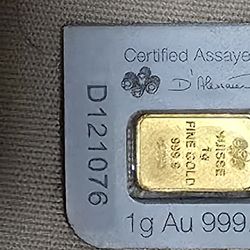 Certified Assaye
D121076
SUISSE
1g
FINE GOLD
999.9
1g Au 999